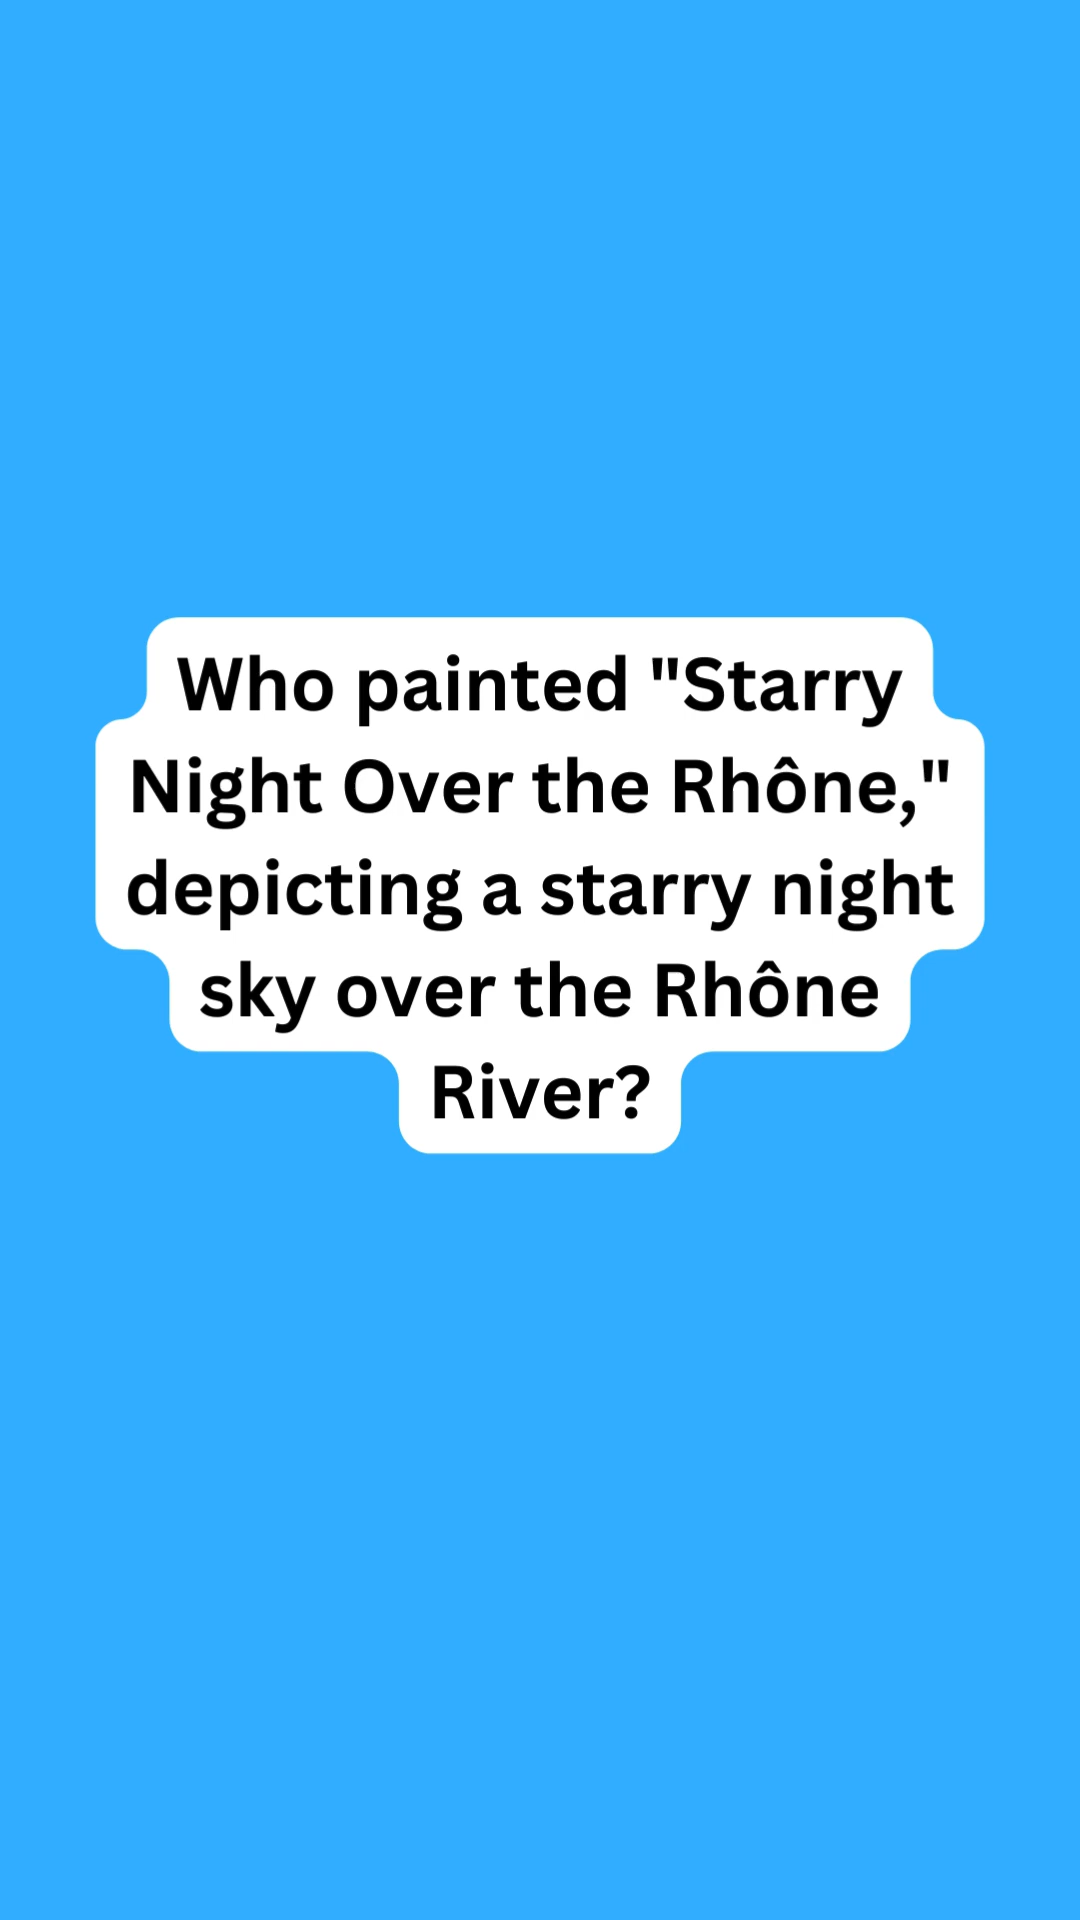 Who painted "Starry
Night Over the Rhône,"
depicting a starry night
sky over the Rhône
River?